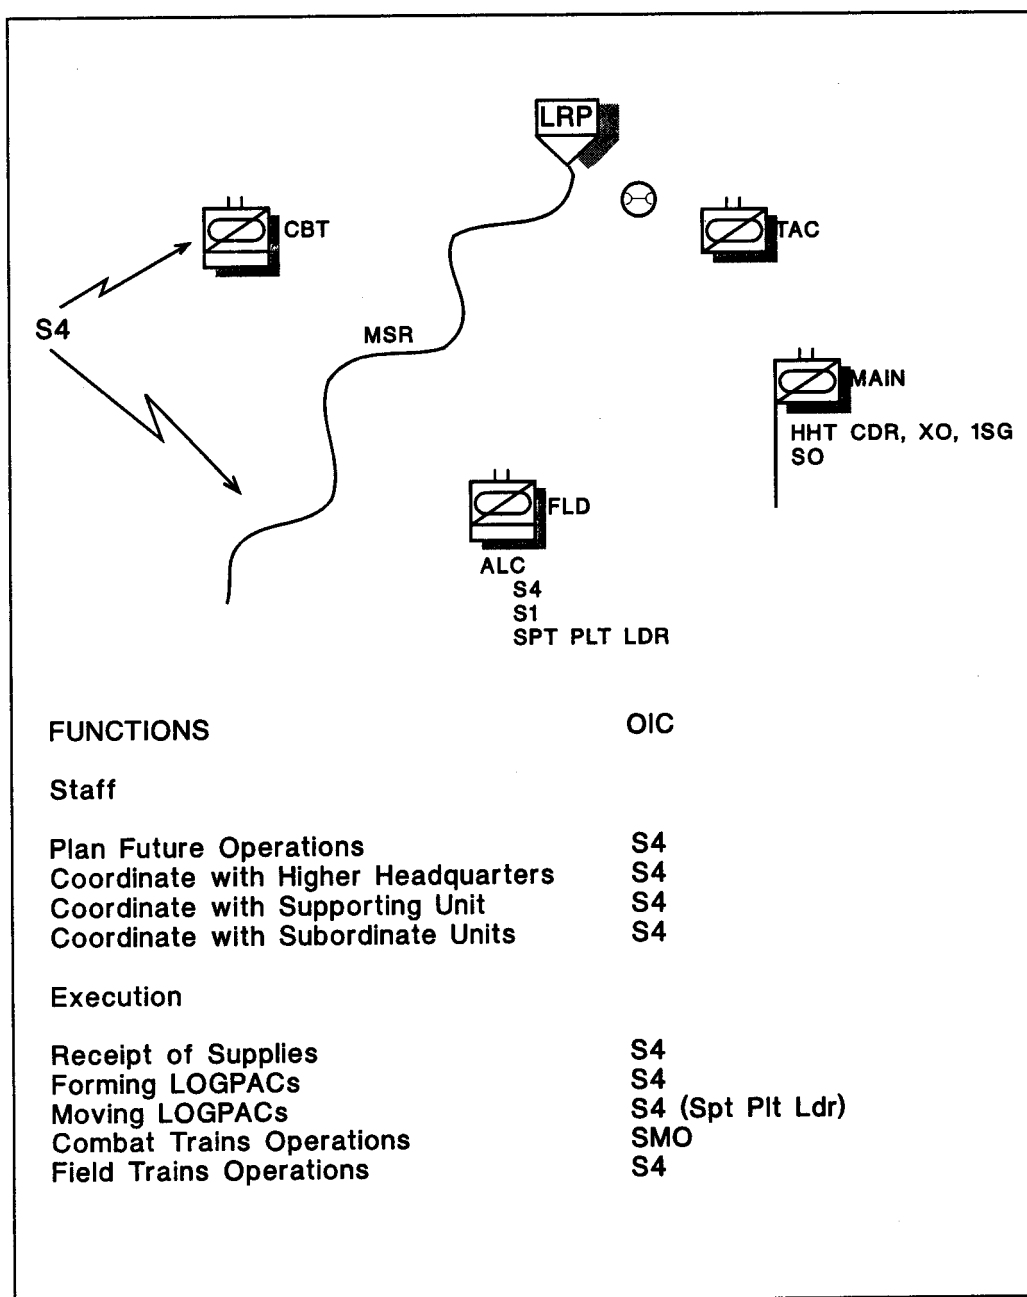 LRP
CBT
TAC
S4
MSR
MAIN
HHT CDR, XO, 1SG
SO
FLD
ALC
S4
S1
SPT PLT LDR
FUNCTIONS OIC
Staff
Plan Future Operations S4
Coordinate with Higher Headquarters S4
Coordinate with Supporting Unit S4
Coordinate with Subordinate Units S4
Execution
Receipt of Supplies S4
Forming LOGPACs S4
Moving LOGPACs S4 (Spt Plt Ldr)
Combat Trains Operations SMO
Field Trains Operations S4